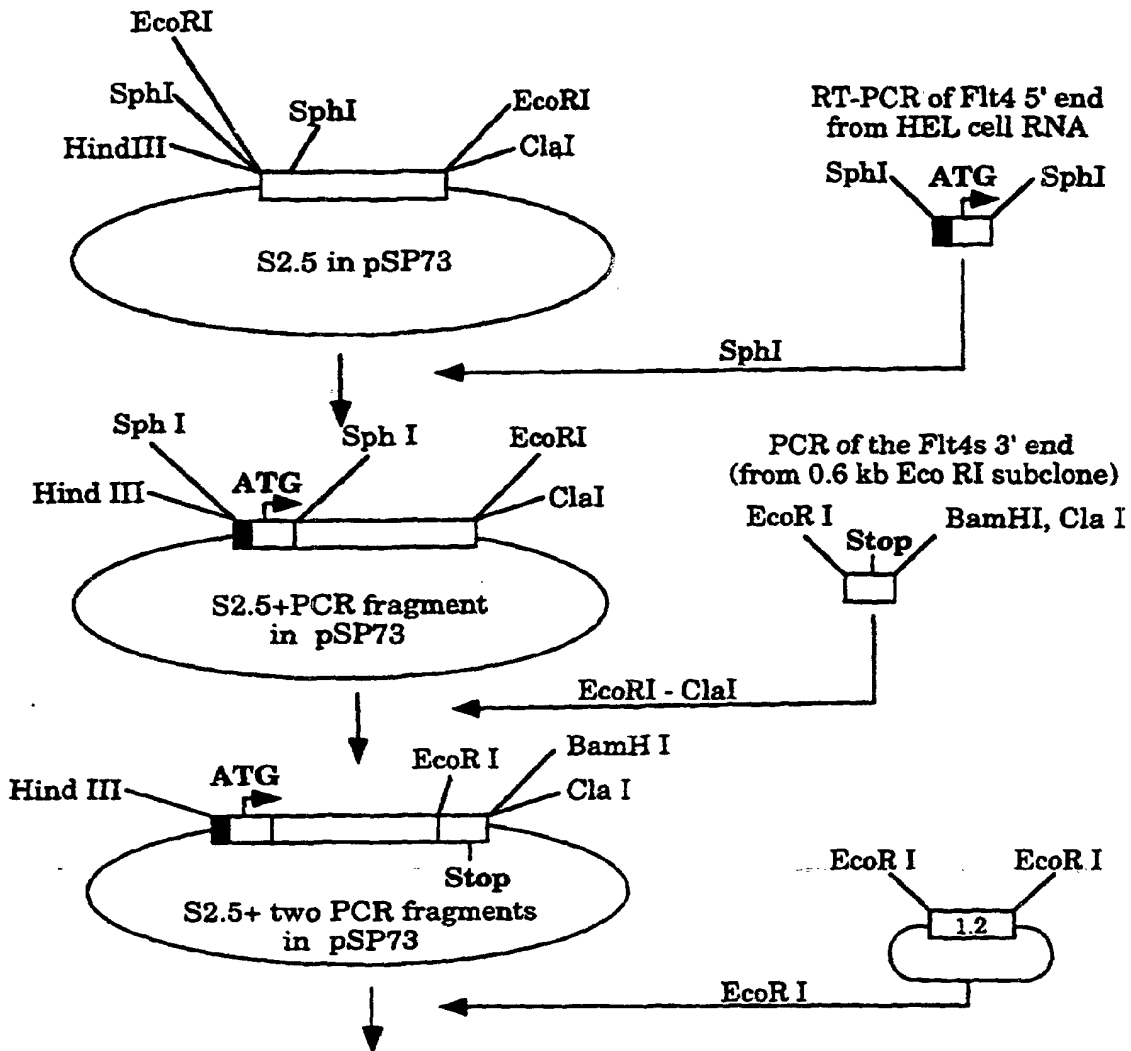 EcoRI
SphI
SphI
EcoRI
HindIII
ClaI
S2.5 in pSP73
RT-PCR of Flt4 5' end
from HEL cell RNA
SphI
ATG
SphI
SphI
Sph I
Sph I
EcoRI
Hind III
ATG
ClaI
S2.5+PCR fragment
in pSP73
PCR of the Flt4s 3' end
(from 0.6 kb Eco RI subclone)
EcoR I
BamHI, Cla I
Stop
EcoRI - ClaI
Hind III
ATG
EcoR I
BamH I
Cla I
Stop
S2.5+ two PCR fragments
in pSP73
EcoR I
EcoR I
1.2
EcoR I